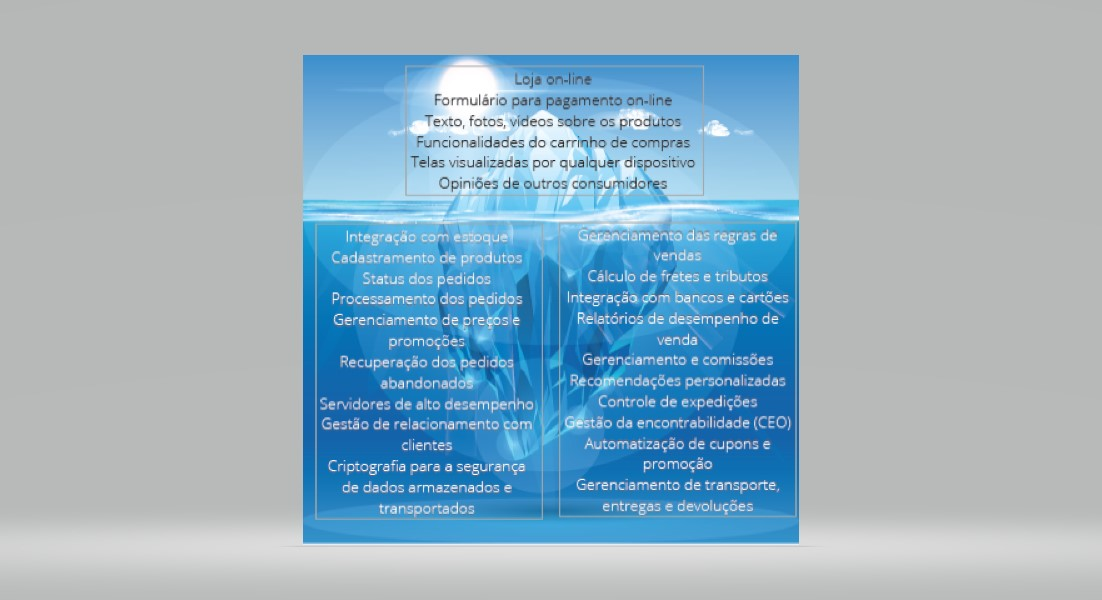 Loja on-line
Formulário para pagamento on-line
Texto, fotos, vídeos sobre os produtos
Funcionalidades do carrinho de compras
Telas visualizadas por qualquer dispositivo
Opiniões de outros consumidores
Integração com estoque
Cadastramento de produtos
Status dos pedidos
Processamento dos pedidos
Gerenciamento de preços e
promoções
Recuperação dos pedidos
abandonados
Servidores de alto desempenho
Gestão de relacionamento com
clientes
Criptografia para a segurança
de dados armazenados e
transportados
Gerenciamento das regras de
vendas
Cálculo de fretes e tributos
Integração com bancos e cartões
Relatórios de desempenho de
venda
Gerenciamento e comissões
Recomendações personalizadas
Controle de expedições
Gestão da encontrabilidade (CEO)
Automatização de cupons e
promoção
Gerenciamento de transporte,
entregas e devoluções